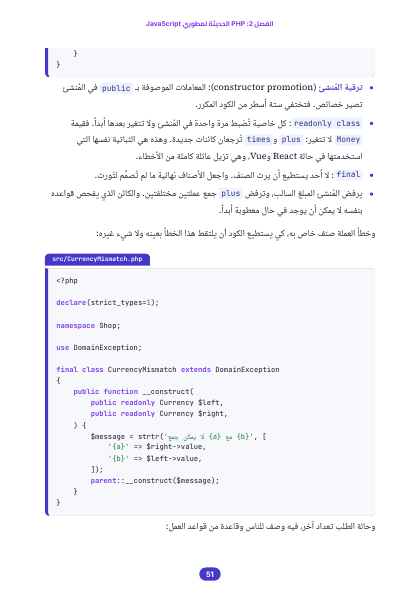 الفصل 2: PHP الحديثة لمطوري JavaScript
}
}
• ترقية المُنشئ (constructor promotion): المعاملات الموصوفة بـ public في المُنشئ
تصير خصائص. فتختفي ستة أسطر من الكود المكرر.
• readonly class: كل خاصية تُضبط مرة واحدة في المُنشئ ولا تتغير بعدها أبداً. فقيمة
Money لا تتغير: plus و times تُرجعان كائنات جديدة. وهذه هي الثباتية نفسها التي
استخدمتها في حالة React وVue، وهي تزيل عائلة كاملة من الأخطاء.
• final: لا أحد يستطيع أن يرث الصنف. واجعل الأصناف نهائية ما لم تُصمَّم لتُورث.
• يرفض المُنشئ المبلغ السالب، وترفض plus جمع عملتين مختلفتين. والكائن الذي يفحص قواعده
بنفسه لا يمكن أن يوجد في حال معطوبة أبداً.
وخطأ العملة صنف خاص به، كي يستطيع الكود أن يلتقط هذا الخطأ بعينه ولا شيء غيره:
src/CurrencyMismatch.php
<?php
declare(strict_types=1);
namespace Shop;
use DomainException;
final class CurrencyMismatch extends DomainException
{
public function __construct(
public readonly Currency $left,
public readonly Currency $right,
) {
$message = strtr('لا يمكن جمع {a} مع {b}', [
'{a}' => $right->value,
'{b}' => $left->value,
]);
parent::__construct($message);
}
}
وحالة الطلب تعداد آخر، فيه وصف للناس وقاعدة من قواعد العمل:
51